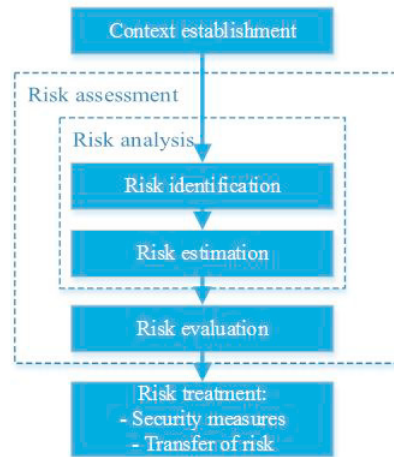 Context establishment
Risk assessment
Risk analysis
Risk identification
Risk estimation
Risk evaluation
Risk treatment:
- Security measures
- Transfer of risk